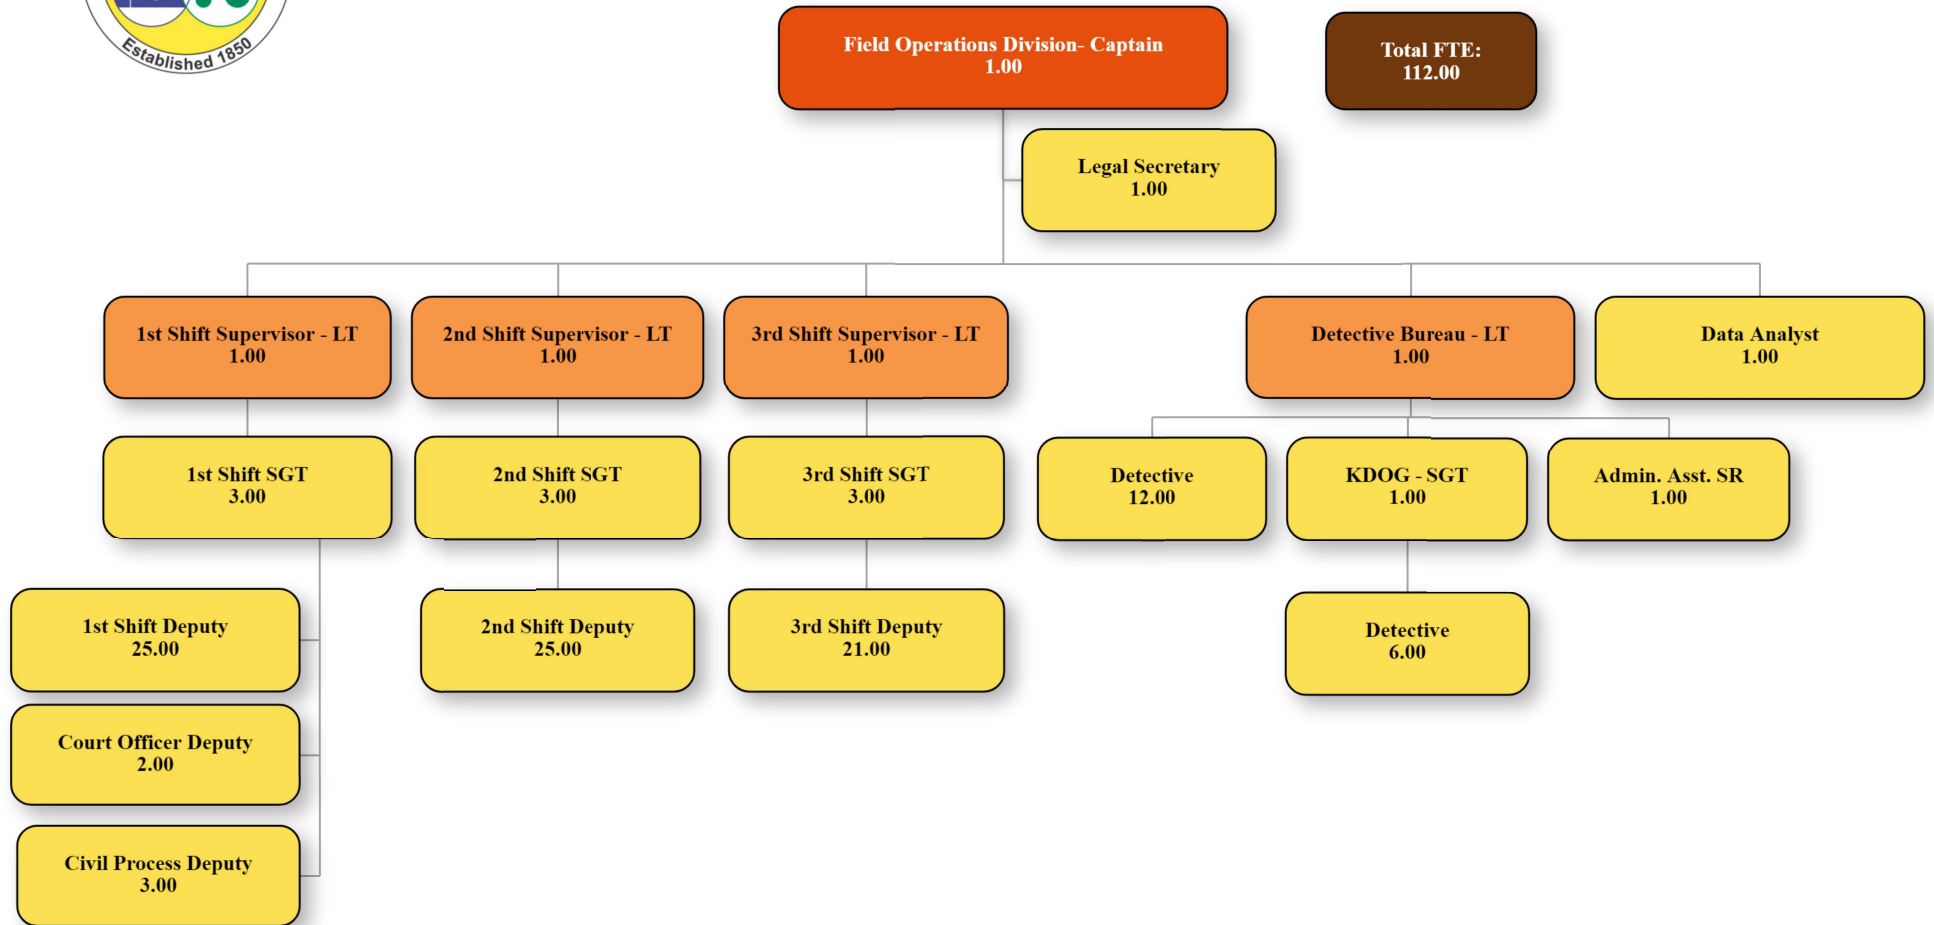 Established 1850
Field Operations Division- Captain
1.00
Total FTE:
112.00
Legal Secretary
1.00
1st Shift Supervisor - LT
1.00
2nd Shift Supervisor - LT
1.00
3rd Shift Supervisor - LT
1.00
Detective Bureau - LT
1.00
Data Analyst
1.00
1st Shift SGT
3.00
2nd Shift SGT
3.00
3rd Shift SGT
3.00
Detective
12.00
KDOG - SGT
1.00
Admin. Asst. SR
1.00
1st Shift Deputy
25.00
2nd Shift Deputy
25.00
3rd Shift Deputy
21.00
Detective
6.00
Court Officer Deputy
2.00
Civil Process Deputy
3.00